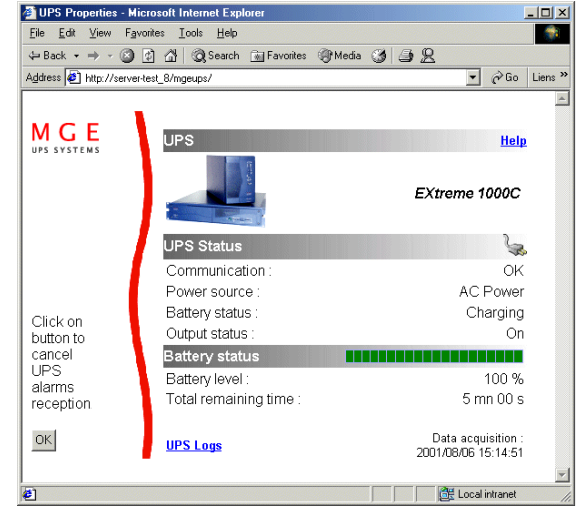 UPS Properties - Microsoft Internet Explorer
File Edit View Favorites Tools Help
Back Search Favorites Media
Address http://server-test_8/mgeups/ Go Liens »
MGE
UPS SYSTEMS
UPS Help
EXtreme 1000C
UPS Status
Communication : OK
Power source : AC Power
Battery status : Charging
Output status : On
Battery status
Battery level : 100 %
Total remaining time : 5 mn 00 s
Click on
button to
cancel
UPS
alarms
reception
OK
UPS Logs
Data acquisition :
2001/08/06 15:14:51
Local intranet